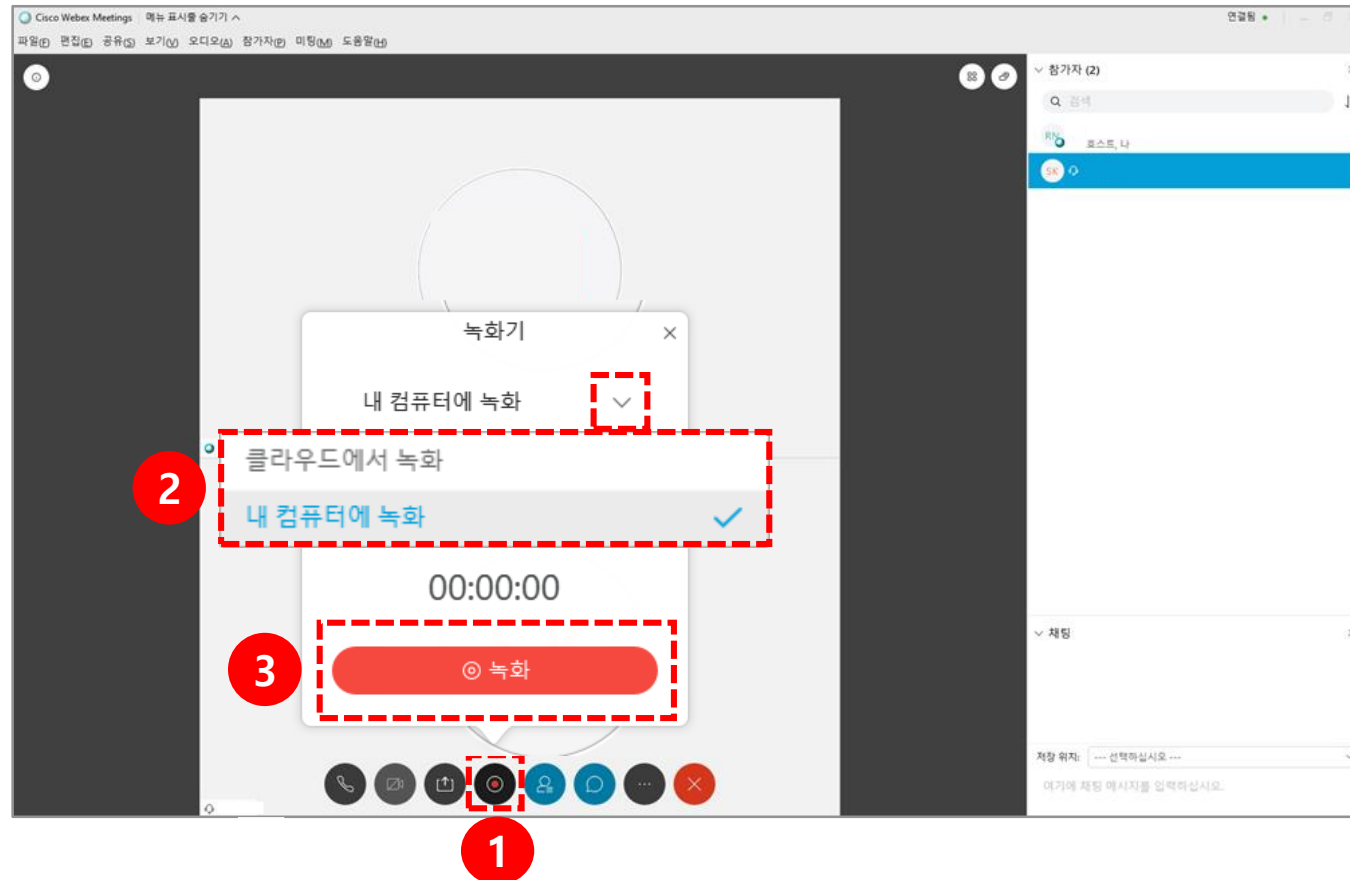 Cisco Webex Meetings 메뉴 표시줄 숨기기
연결됨
파일(F) 편집(E) 공유(S) 보기(V) 오디오(A) 참가자(P) 미팅(M) 도움말(H)
참가자 (2)
검색
RN
호스트, 나
SK
녹화기
내 컴퓨터에 녹화
2
클라우드에서 녹화
내 컴퓨터에 녹화
00:00:00
3
녹화
채팅
저장 위치: --- 선택하십시오 ---
여기에 채팅 메시지를 입력하십시오.
1